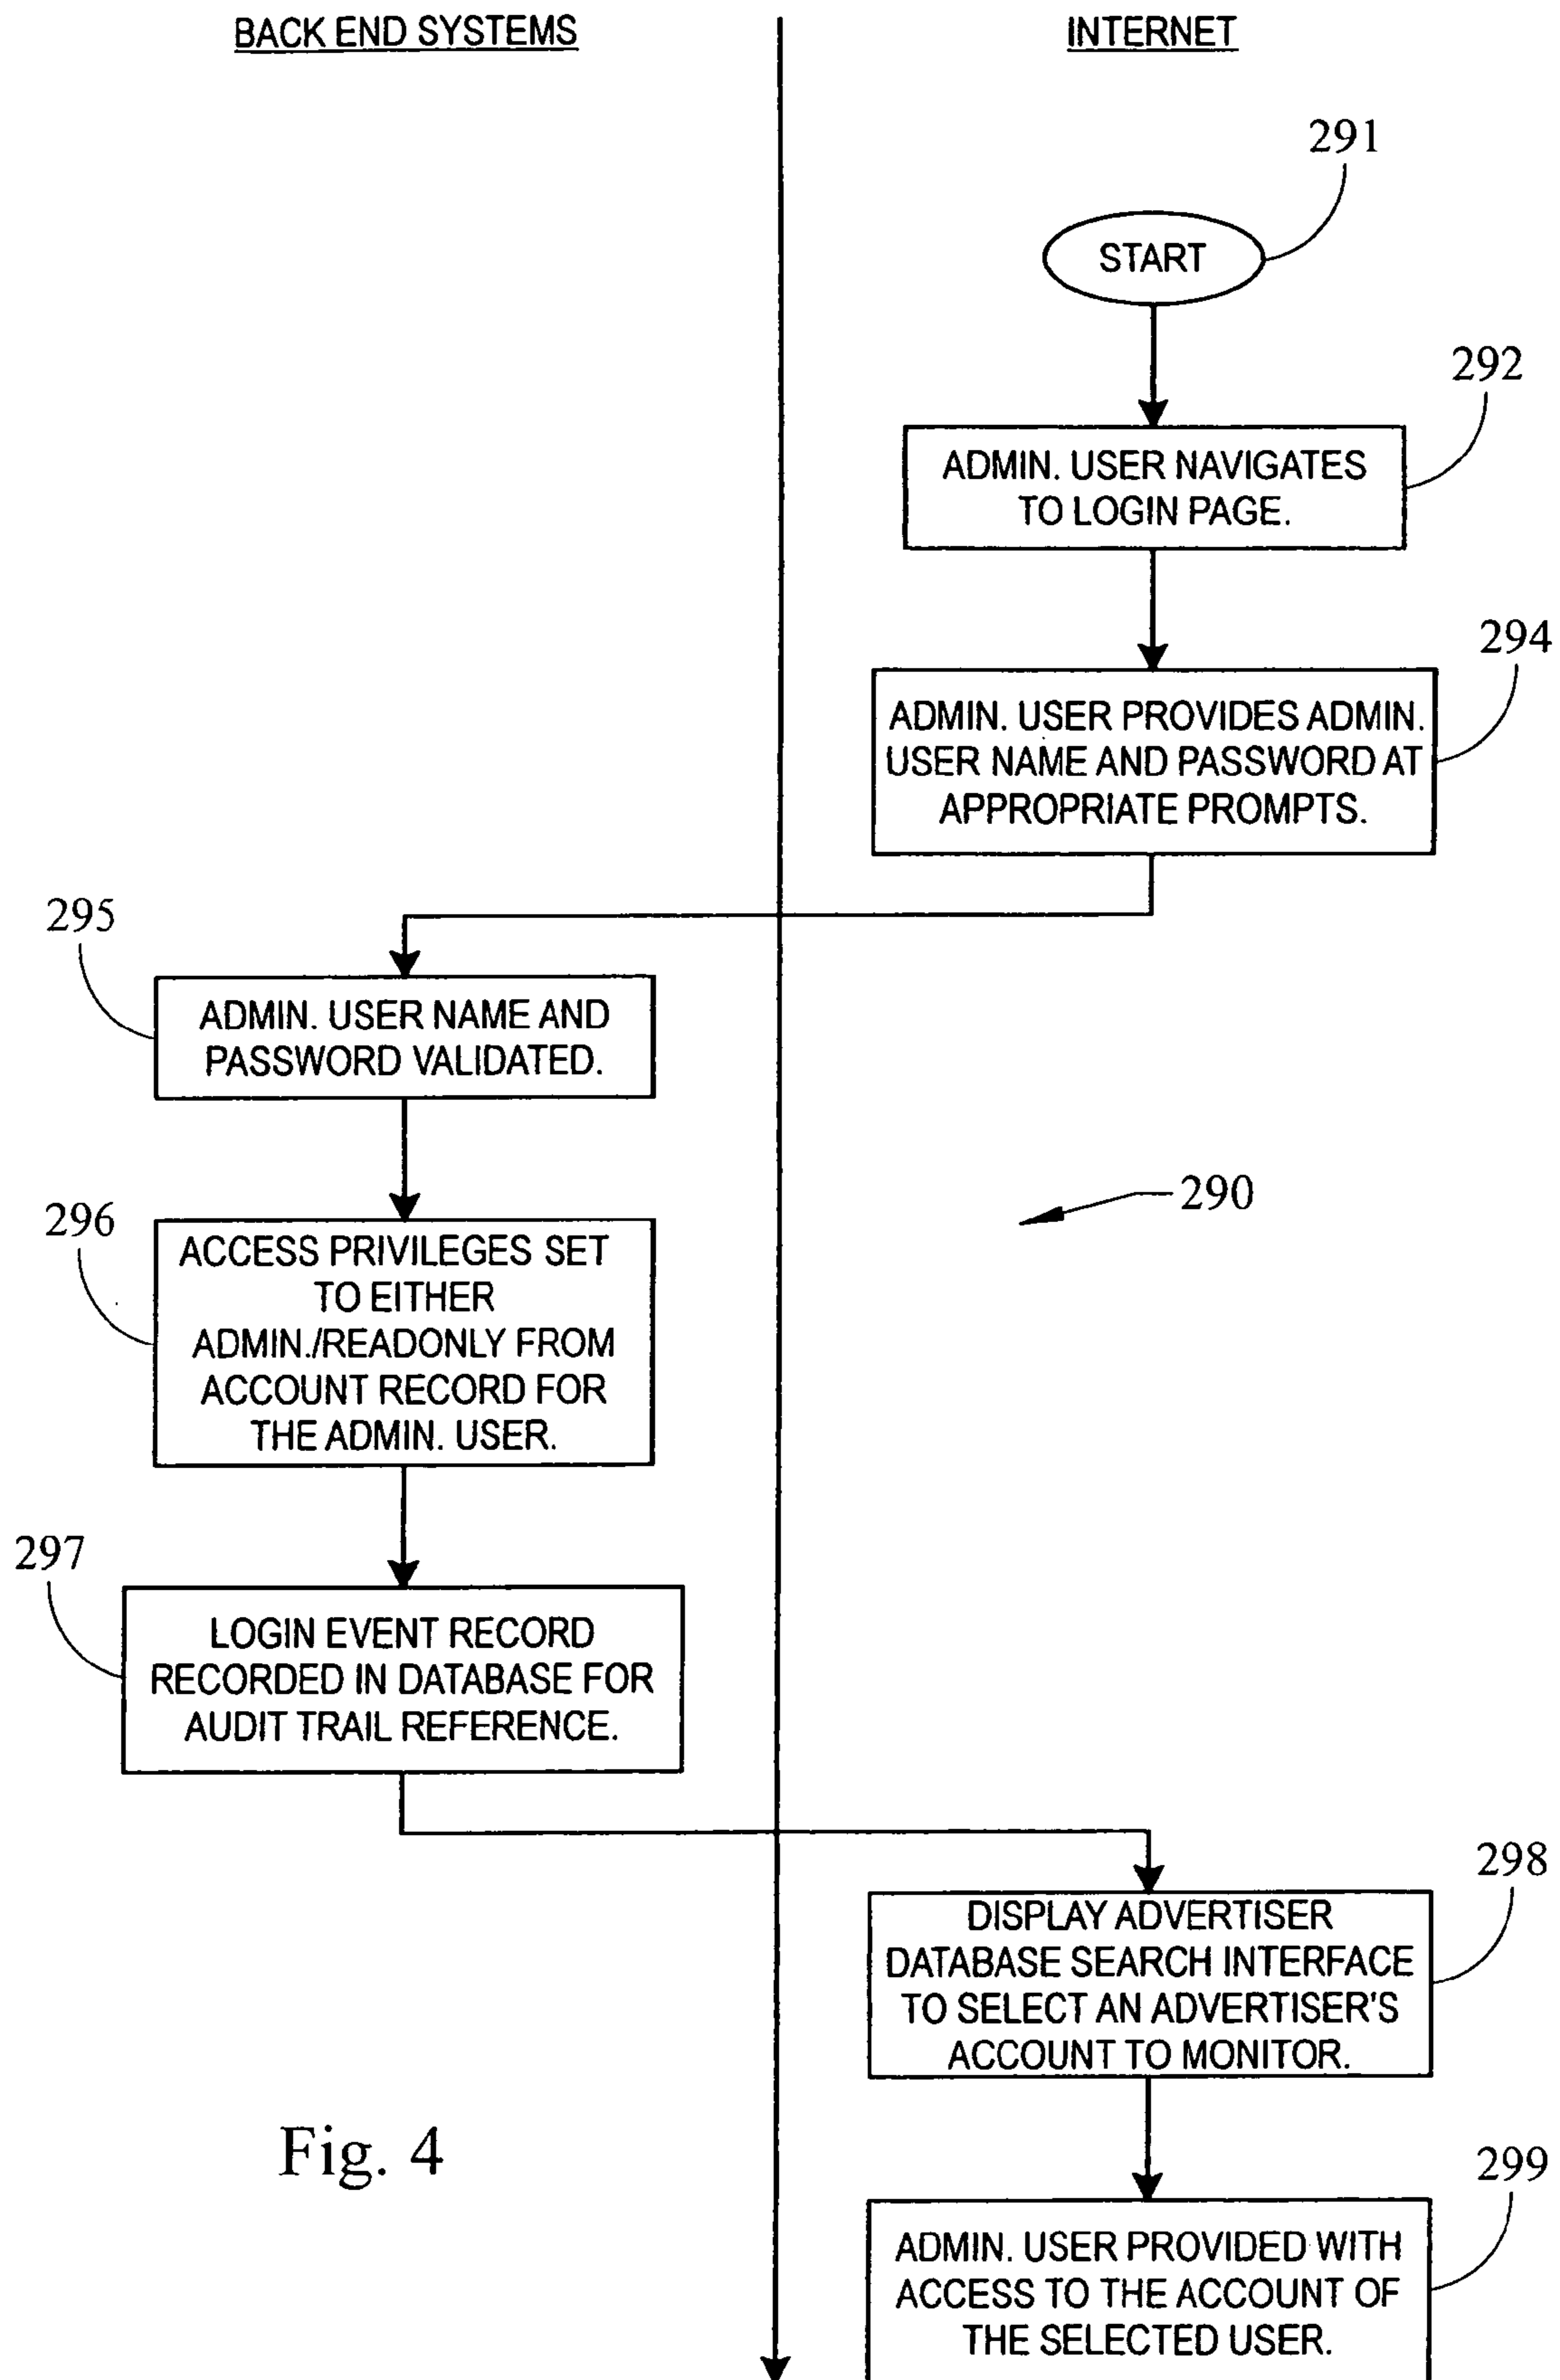 BACK END SYSTEMS
INTERNET
291
START
292
ADMIN. USER NAVIGATES
TO LOGIN PAGE.
294
ADMIN. USER PROVIDES ADMIN.
USER NAME AND PASSWORD AT
APPROPRIATE PROMPTS.
295
ADMIN. USER NAME AND
PASSWORD VALIDATED.
290
296
ACCESS PRIVILEGES SET
TO EITHER
ADMIN./READONLY FROM
ACCOUNT RECORD FOR
THE ADMIN. USER.
297
LOGIN EVENT RECORD
RECORDED IN DATABASE FOR
AUDIT TRAIL REFERENCE.
298
DISPLAY ADVERTISER
DATABASE SEARCH INTERFACE
TO SELECT AN ADVERTISER'S
ACCOUNT TO MONITOR.
Fig. 4
299
ADMIN. USER PROVIDED WITH
ACCESS TO THE ACCOUNT OF
THE SELECTED USER.